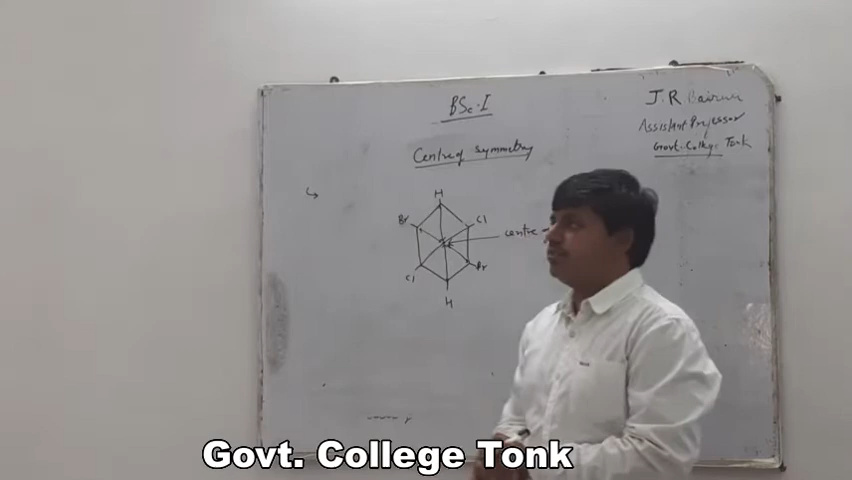 BSc-I
J.R Bairwa
Assistant Professor
Govt. College Tonk
Centre of symmetry
H
Br
Cl
centre
Cl
Br
H
Govt. College Tonk